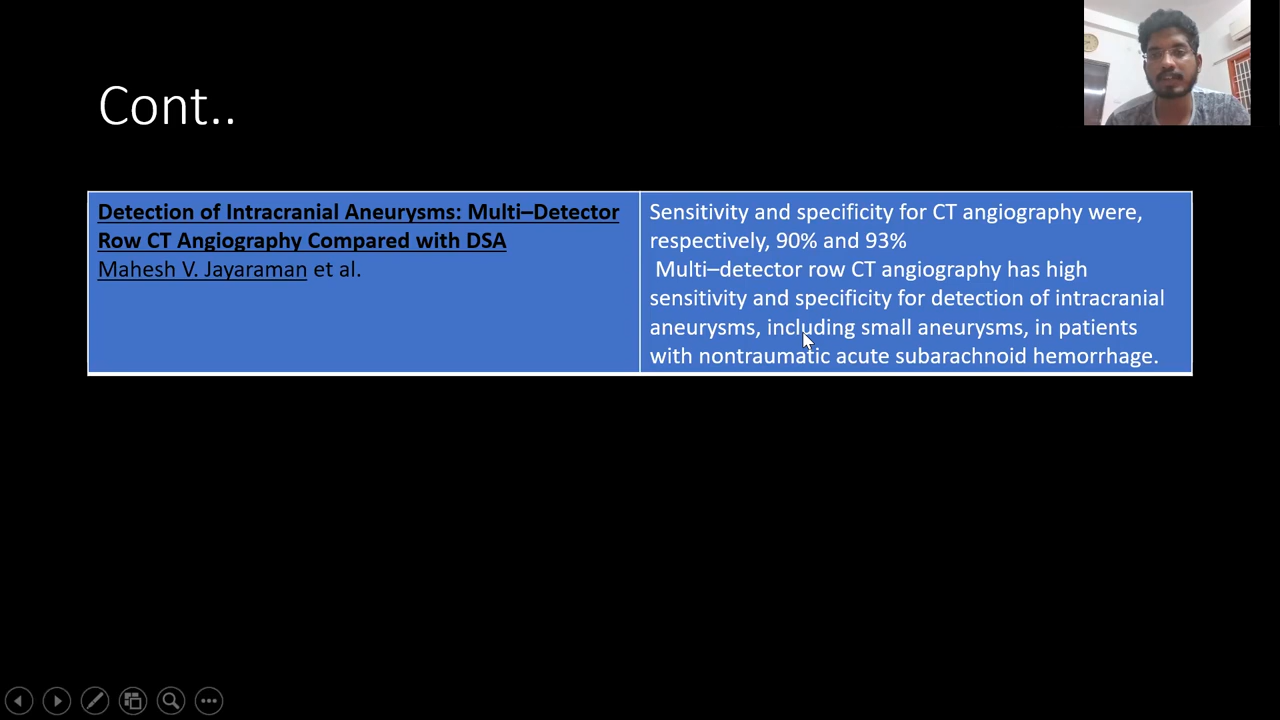 Cont..
Detection of Intracranial Aneurysms: Multi–Detector
Row CT Angiography Compared with DSA
Mahesh V. Jayaraman et al.
Sensitivity and specificity for CT angiography were,
respectively, 90% and 93%
Multi–detector row CT angiography has high
sensitivity and specificity for detection of intracranial
aneurysms, including small aneurysms, in patients
with nontraumatic acute subarachnoid hemorrhage.